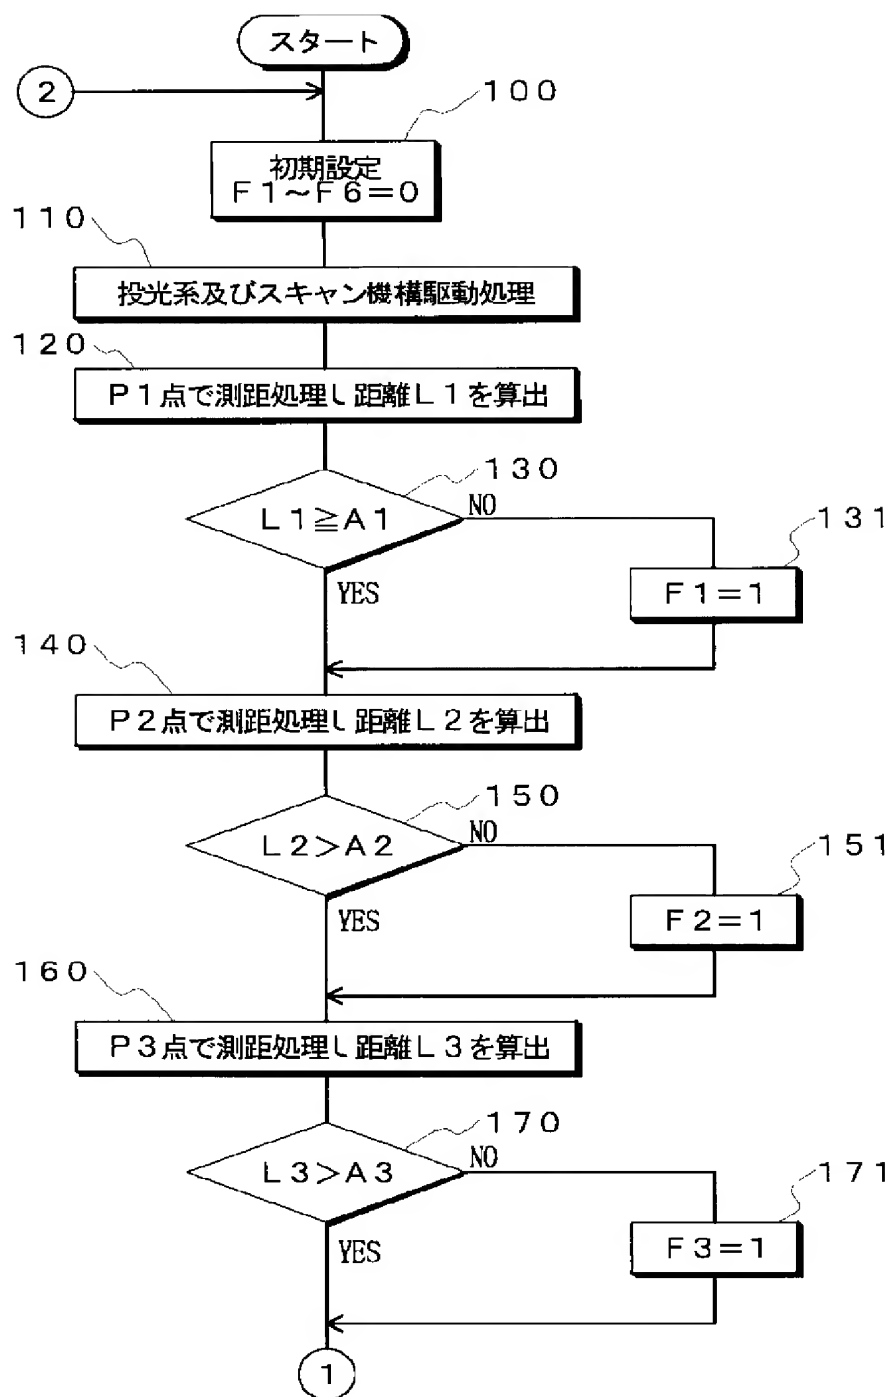 スタート
2
100
初期設定
F1～F6=0
110
投光系及びスキャン機構駆動処理
120
P1点で測距処理し距離L1を算出
130
L1≧A1
NO
131
F1=1
YES
140
P2点で測距処理し距離L2を算出
150
L2>A2
NO
151
F2=1
YES
160
P3点で測距処理し距離L3を算出
170
L3>A3
NO
171
F3=1
YES
1